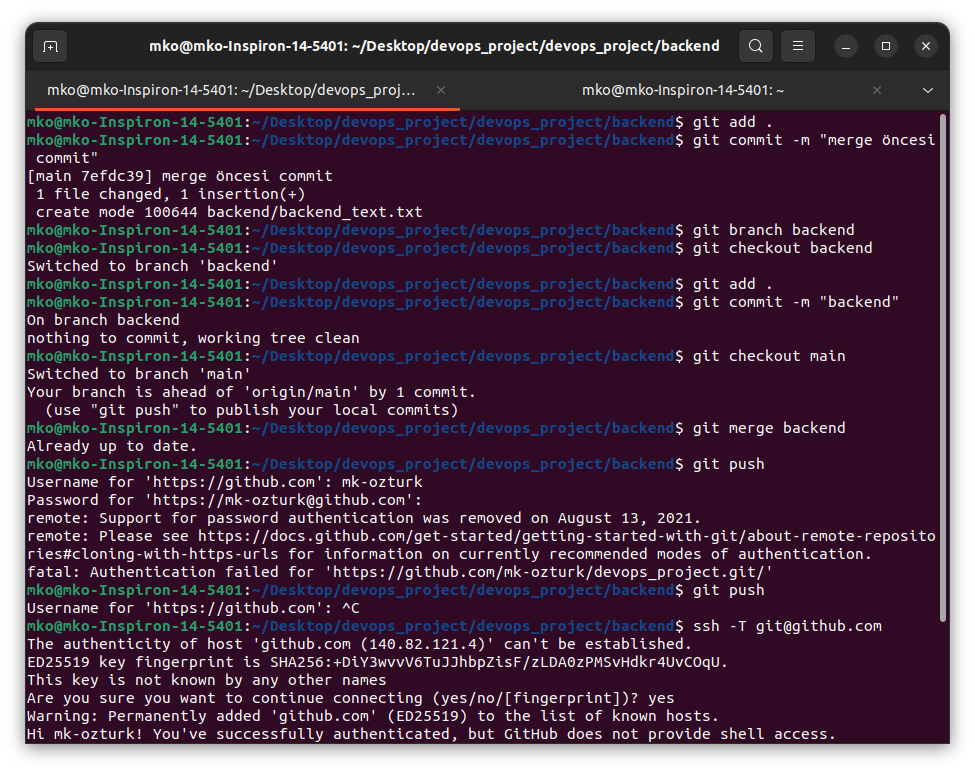 mko@mko-Inspiron-14-5401: ~/Desktop/devops_project/devops_project/backend
mko@mko-Inspiron-14-5401: ~/Desktop/devops_proj...
mko@mko-Inspiron-14-5401: ~
mko@mko-Inspiron-14-5401:~/Desktop/devops_project/devops_project/backend$ git add .
mko@mko-Inspiron-14-5401:~/Desktop/devops_project/devops_project/backend$ git commit -m "merge öncesi
 commit"
[main 7efdc39] merge öncesi commit
 1 file changed, 1 insertion(+)
 create mode 100644 backend/backend_text.txt
mko@mko-Inspiron-14-5401:~/Desktop/devops_project/devops_project/backend$ git branch backend
mko@mko-Inspiron-14-5401:~/Desktop/devops_project/devops_project/backend$ git checkout backend
Switched to branch 'backend'
mko@mko-Inspiron-14-5401:~/Desktop/devops_project/devops_project/backend$ git add .
mko@mko-Inspiron-14-5401:~/Desktop/devops_project/devops_project/backend$ git commit -m "backend"
On branch backend
nothing to commit, working tree clean
mko@mko-Inspiron-14-5401:~/Desktop/devops_project/devops_project/backend$ git checkout main
Switched to branch 'main'
Your branch is ahead of 'origin/main' by 1 commit.
  (use "git push" to publish your local commits)
mko@mko-Inspiron-14-5401:~/Desktop/devops_project/devops_project/backend$ git merge backend
Already up to date.
mko@mko-Inspiron-14-5401:~/Desktop/devops_project/devops_project/backend$ git push
Username for 'https://github.com': mk-ozturk
Password for 'https://mk-ozturk@github.com':
remote: Support for password authentication was removed on August 13, 2021.
remote: Please see https://docs.github.com/get-started/getting-started-with-git/about-remote-reposito
ries#cloning-with-https-urls for information on currently recommended modes of authentication.
fatal: Authentication failed for 'https://github.com/mk-ozturk/devops_project.git/'
mko@mko-Inspiron-14-5401:~/Desktop/devops_project/devops_project/backend$ git push
Username for 'https://github.com': ^C
mko@mko-Inspiron-14-5401:~/Desktop/devops_project/devops_project/backend$ ssh -T git@github.com
The authenticity of host 'github.com (140.82.121.4)' can't be established.
ED25519 key fingerprint is SHA256:+DiY3wvvV6TuJJhbpZisF/zLDA0zPMSvHdkr4UvCOqU.
This key is not known by any other names
Are you sure you want to continue connecting (yes/no/[fingerprint])? yes
Warning: Permanently added 'github.com' (ED25519) to the list of known hosts.
Hi mk-ozturk! You've successfully authenticated, but GitHub does not provide shell access.